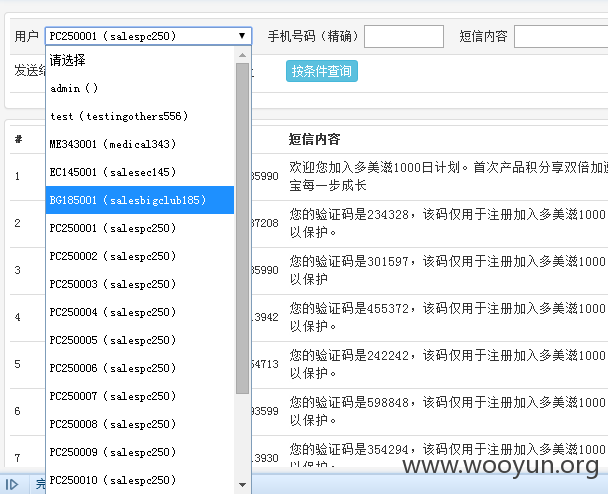 用户 PC250001 (salespc250) 手机号码（精确） 短信内容
请选择
发送结 按条件查询
admin ()
test (testingothers556)
ME343001 (medical343)
EC145001 (salesec145)
BG185001 (salesbigclub185)
PC250001 (salespc250)
PC250002 (salespc250)
PC250003 (salespc250)
PC250004 (salespc250)
PC250005 (salespc250)
PC250006 (salespc250)
PC250007 (salespc250)
PC250008 (salespc250)
PC250009 (salespc250)
PC250010 (salespc250)
# 短信内容
1 35990 欢迎您加入多美滋1000日计划。首次产品积分享双倍加速
宝每一步成长
2 37208 您的验证码是234328，该码仅用于注册加入多美滋1000
以保护。
3 35990 您的验证码是301597，该码仅用于注册加入多美滋1000
以保护
4 13942 您的验证码是455372，该码仅用于注册加入多美滋1000
以保护。
5 54713 您的验证码是242242，该码仅用于注册加入多美滋1000
以保护。
6 93599 您的验证码是598848，该码仅用于注册加入多美滋1000
以保护。
7 13930 您的验证码是354294，该码仅用于注册加入多美滋1000
www.wooyun.org
完